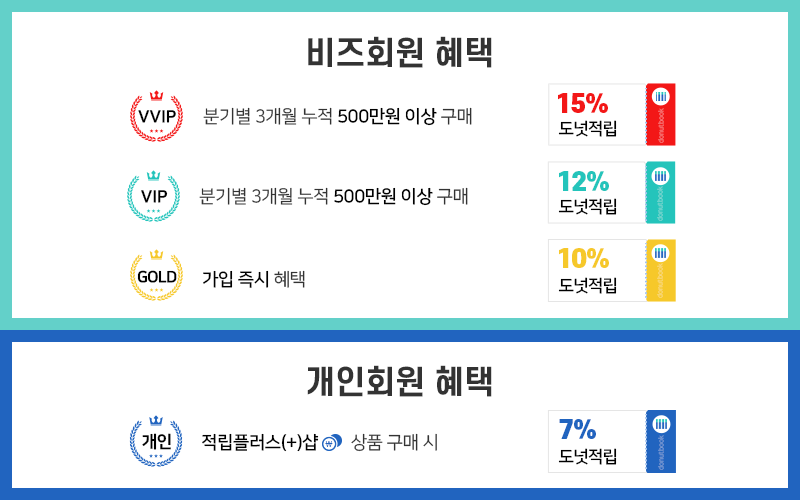 비즈회원 혜택
VVIP
분기별 3개월 누적 500만원 이상 구매
15%
도넛적립
donutbook
VIP
분기별 3개월 누적 500만원 이상 구매
12%
도넛적립
donutbook
GOLD
가입 즉시 혜택
10%
도넛적립
donutbook
개인회원 혜택
개인
적립플러스(+)샵 ₩ 상품 구매 시
7%
도넛적립
donutbook